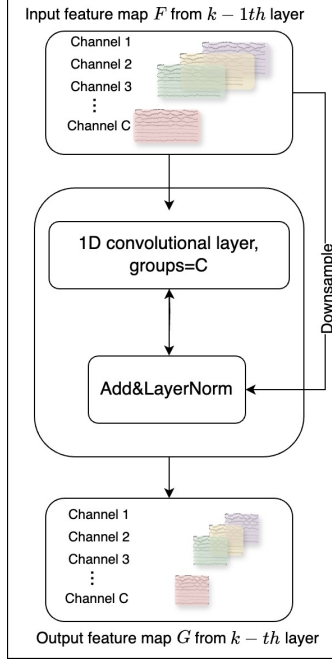 Input feature map F from k − 1th layer
Channel 1
Channel 2
Channel 3
⋮
Channel C
1D convolutional layer,
groups=C
Downsample
Add&LayerNorm
Channel 1
Channel 2
Channel 3
⋮
Channel C
Output feature map G from k − th layer